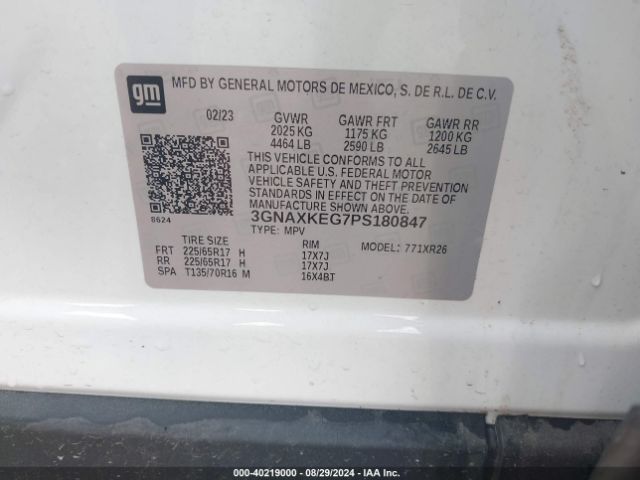 gm
MFD BY GENERAL MOTORS DE MEXICO, S. DE R.L. DE C.V.
02/23 GVWR GAWR FRT GAWR RR
2025 KG 1175 KG 1200 KG
4464 LB 2590 LB 2645 LB
THIS VEHICLE CONFORMS TO ALL
APPLICABLE U.S. FEDERAL MOTOR
VEHICLE SAFETY AND THEFT PREVENTION
STANDARDS IN EFFECT ON THE DATE OF
MANUFACTURE SHOWN ABOVE.
8624
3GNAXKEG7PS180847
TYPE: MPV
TIRE SIZE RIM MODEL: 771XR26
FRT 225/65R17 H 17X7J
RR 225/65R17 H 17X7J
SPA T135/70R16 M 16X4BT
000-40219000 - 08/29/2024 - IAA Inc.